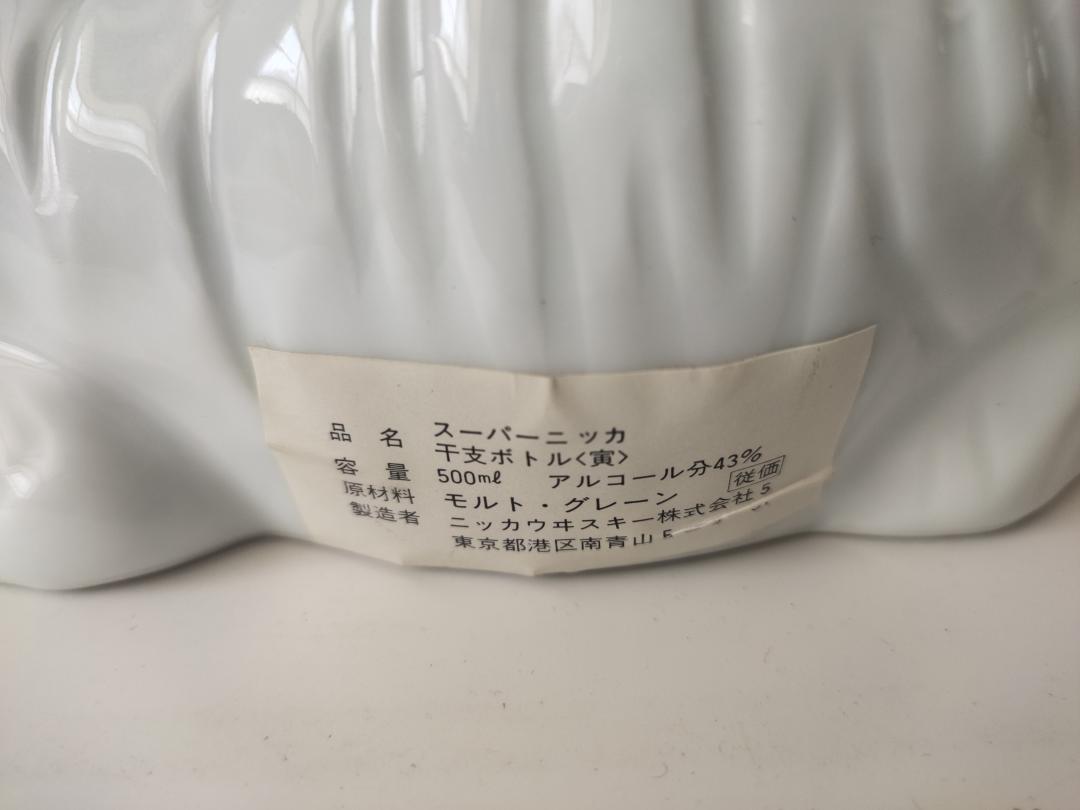 品名 スーパーニッカ
干支ボトル<寅>
容量 500mℓ アルコール分43%
原材料 モルト・グレーン 従価
製造者 ニッカウヰスキー株式会社 5
東京都港区南青山5